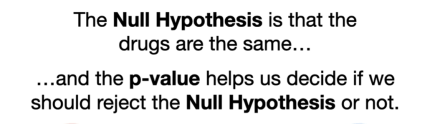 The Null Hypothesis is that the
drugs are the same…
…and the p-value helps us decide if we
should reject the Null Hypothesis or not.